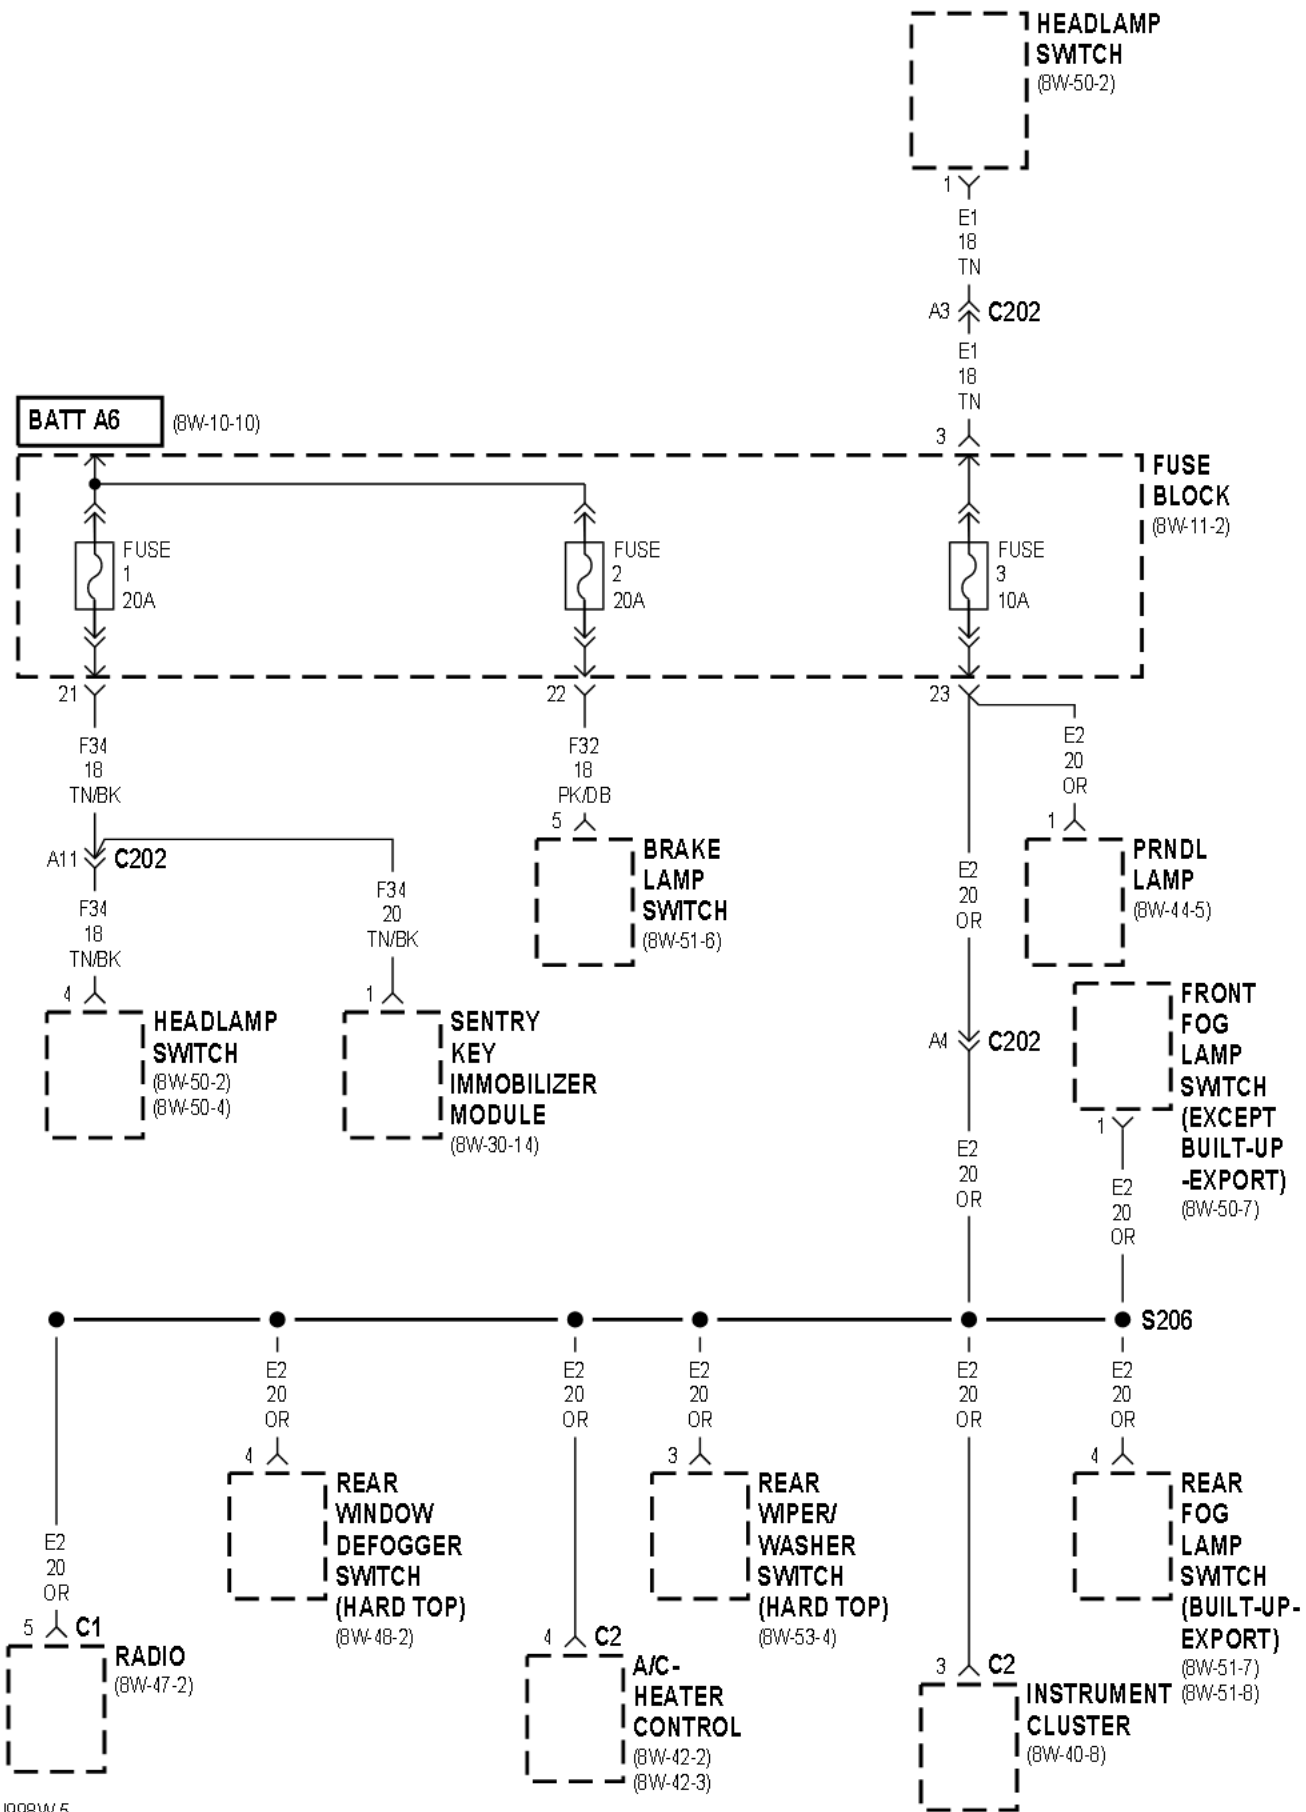 HEADLAMP
SWITCH
(8W-50-2)
1
E1
18
TN
A3
C202
E1
18
TN
3
BATT A6
(8W-10-10)
FUSE
BLOCK
(8W-11-2)
FUSE
1
20A
FUSE
2
20A
FUSE
3
10A
21
22
23
F34
18
TN/BK
F32
18
PK/DB
E2
20
OR
A11
C202
5
1
F34
18
TN/BK
F34
20
TN/BK
BRAKE
LAMP
SWITCH
(8W-51-6)
E2
20
OR
PRNDL
LAMP
(8W-44-5)
4
HEADLAMP
SWITCH
(8W-50-2)
(8W-50-4)
1
SENTRY
KEY
IMMOBILIZER
MODULE
(8W-30-14)
A4
C202
FRONT
FOG
LAMP
SWITCH
(EXCEPT
BUILT-UP
-EXPORT)
(8W-50-7)
1
E2
20
OR
E2
20
OR
S206
E2
20
OR
E2
20
OR
E2
20
OR
E2
20
OR
E2
20
OR
4
REAR
WINDOW
DEFOGGER
SWITCH
(HARD TOP)
(8W-48-2)
3
REAR
WIPER/
WASHER
SWITCH
(HARD TOP)
(8W-53-4)
4
REAR
FOG
LAMP
SWITCH
(BUILT-UP-
EXPORT)
(8W-51-7)
(8W-51-8)
E2
20
OR
5
C1
RADIO
(8W-47-2)
4
C2
A/C-
HEATER
CONTROL
(8W-42-2)
(8W-42-3)
3
C2
INSTRUMENT
CLUSTER
(8W-40-8)